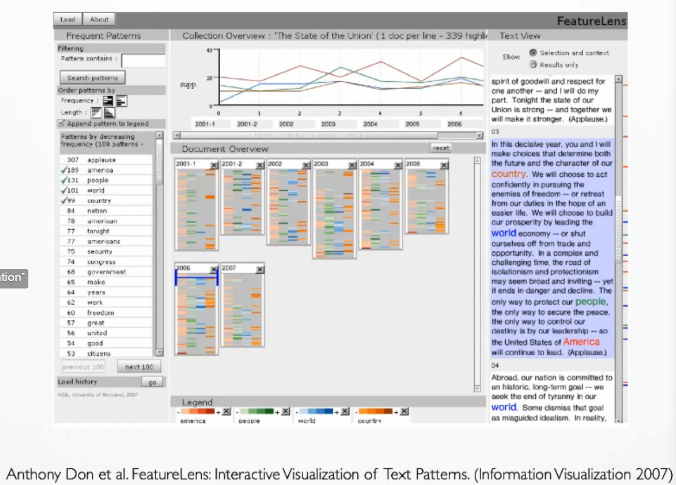 Load About
FeatureLens
Frequent Patterns
Filtering
Pattern contains :
Search patterns
Order patterns by
Frequency :
Length :
Append pattern to legend
Patterns by decreasing
frequency (100 patterns -
307 applause
189 america
131 people
101 world
99 country
84 nation
78 american
77 tonight
77 americans
75 security
74 congress
68 government
65 make
64 years
62 work
60 freedom
57 great
56 united
54 good
53 citizens
previous 100 next 100
Load history go
HCIL, University of Maryland, 2007
Collection Overview : 'The State of the Union' (1 doc per line - 339 highli
40
20
supp.
0
0 1 2 3 4 5 6
2001-1 2001-2 2002 2003 2004 2005 2006
Document Overview reset
2001-1 2001-2 2002 2003 2004 2005
2006 2007
Legend
- + - + - + - +
america people world country
Text View
Show Selection and context
Results only
spirit of goodwill and respect for
one another -- and I will do my
part. Tonight the state of our
Union is strong -- and together we
will make it stronger. (Applause.)
03
In this decisive year, you and I will
make choices that determine both
the future and the character of our
country. We will choose to act
confidently in pursuing the
enemies of freedom -- or retreat
from our duties in the hope of an
easier life. We will choose to build
our prosperity by leading the
world economy -- or shut
ourselves off from trade and
opportunity. In a complex and
challenging time, the road of
isolationism and protectionism
may seem broad and inviting -- yet
it ends in danger and decline. The
only way to protect our people,
the only way to secure the peace,
the only way to control our
destiny is by our leadership -- so
the United States of America
will continue to lead. (Applause.)
04
Abroad, our nation is committed to
an historic, long-term goal -- we
seek the end of tyranny in our
world. Some dismiss that goal
as misguided idealism. In reality,
ation"
Anthony Don et al. FeatureLens: Interactive Visualization of Text Patterns. (Information Visualization 2007)